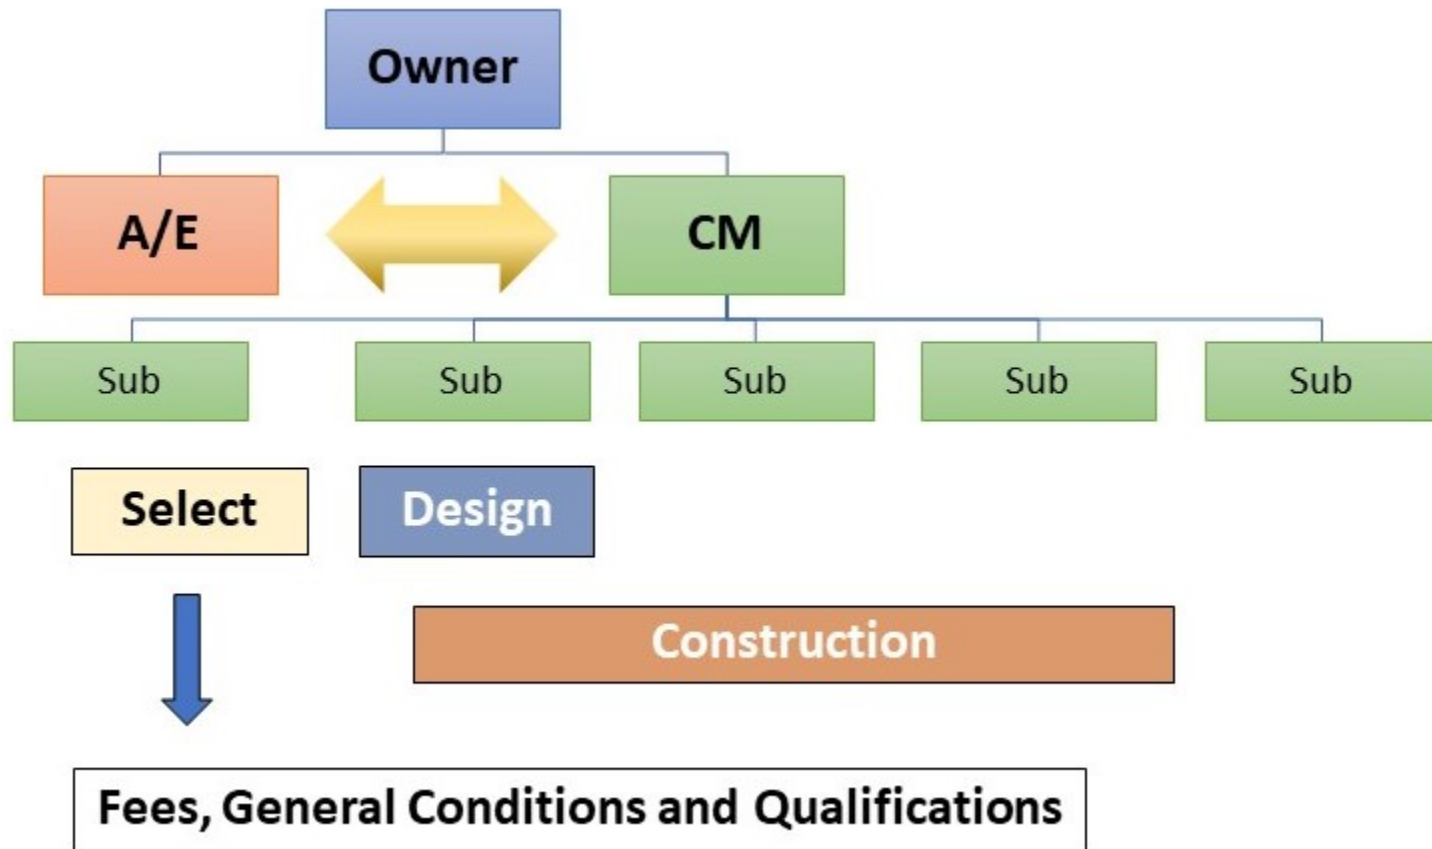 Owner
A/E
CM
Sub
Sub
Sub
Sub
Sub
Select
Design
Construction
Fees, General Conditions and Qualifications